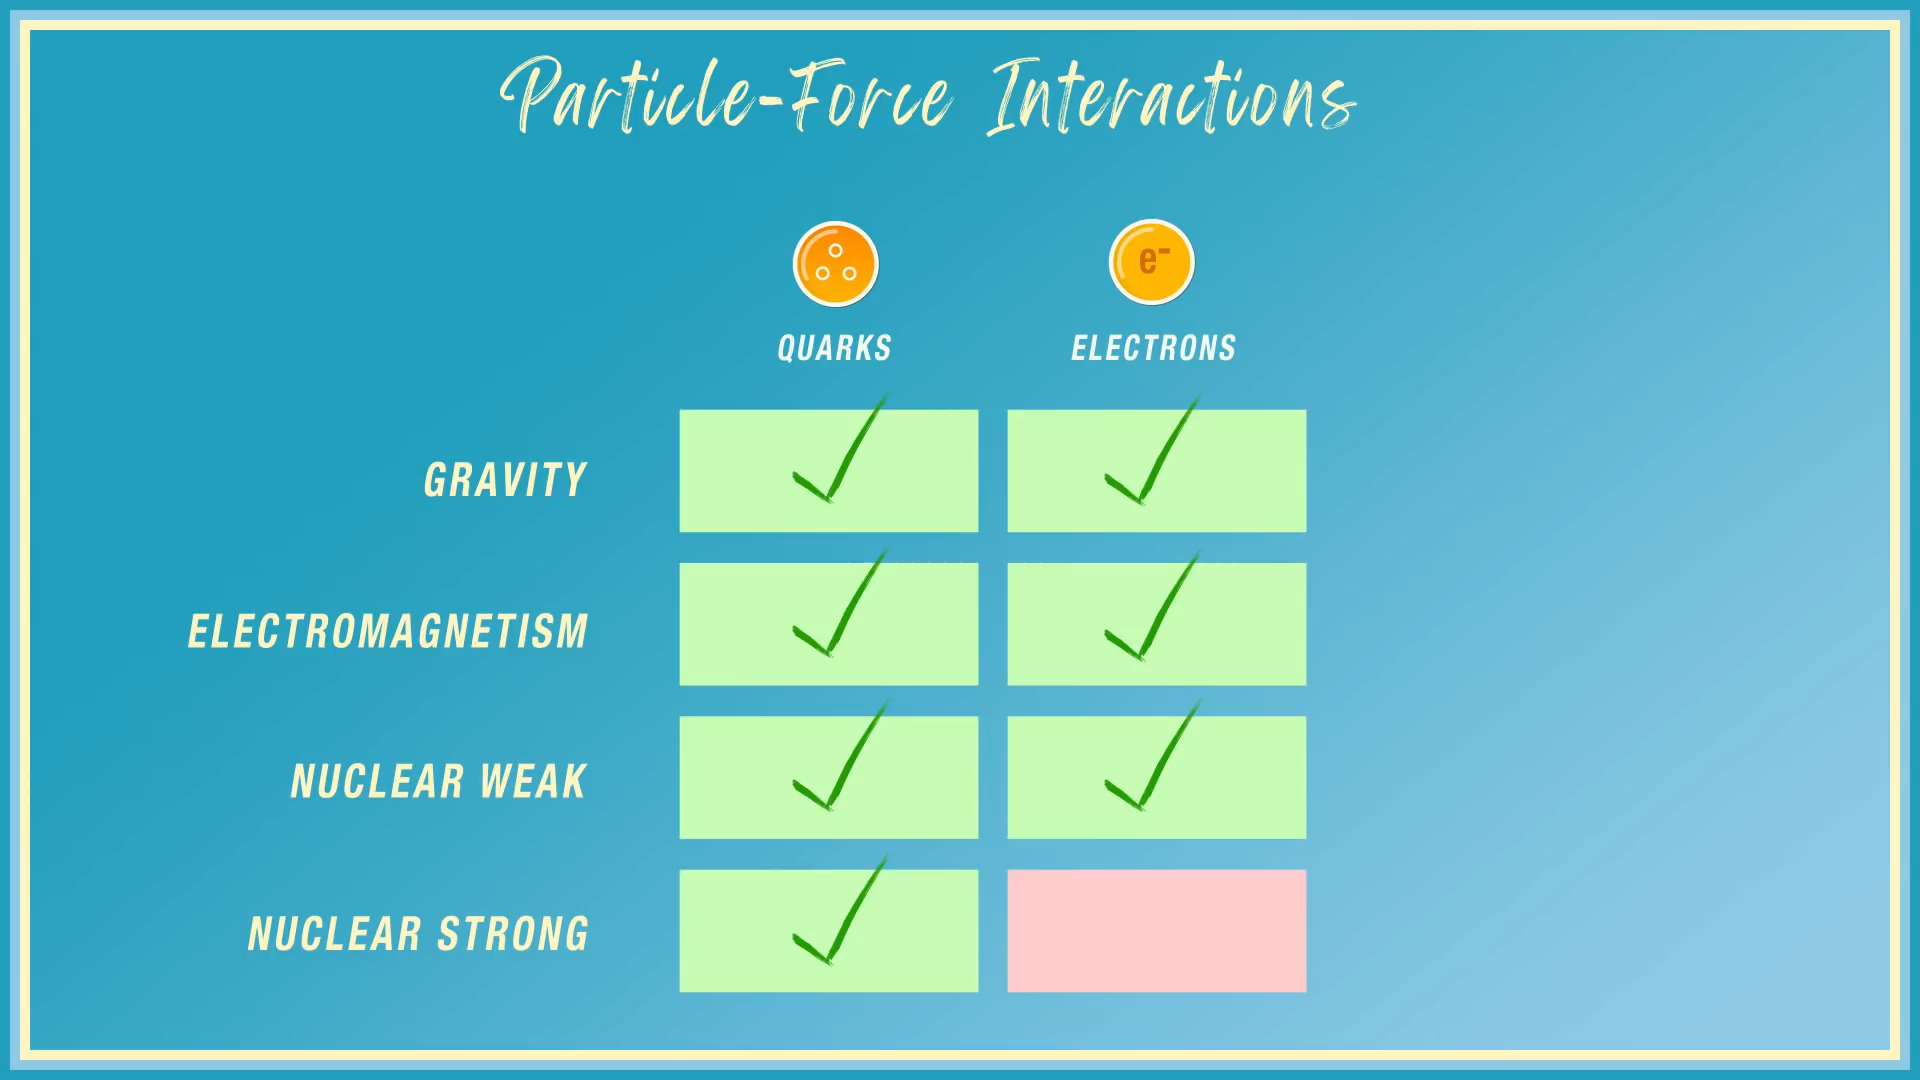 Particle-Force Interactions
e-
QUARKS ELECTRONS
GRAVITY
ELECTROMAGNETISM
NUCLEAR WEAK
NUCLEAR STRONG